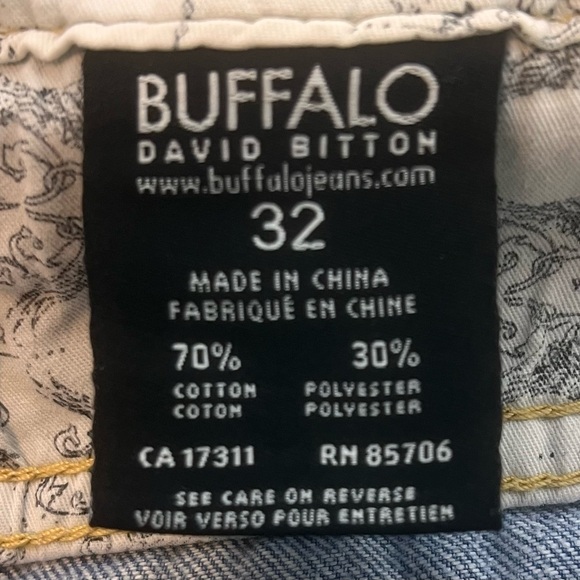 BUFFALO
DAVID BITTON
www.buffalojeans.com
32
MADE IN CHINA
FABRIQUÉ EN CHINE
70% 30%
COTTON POLYESTER
COTON POLYESTER
CA 17311 RN 85706
SEE CARE ON REVERSE
VOIR VERSO POUR ENTRETIEN